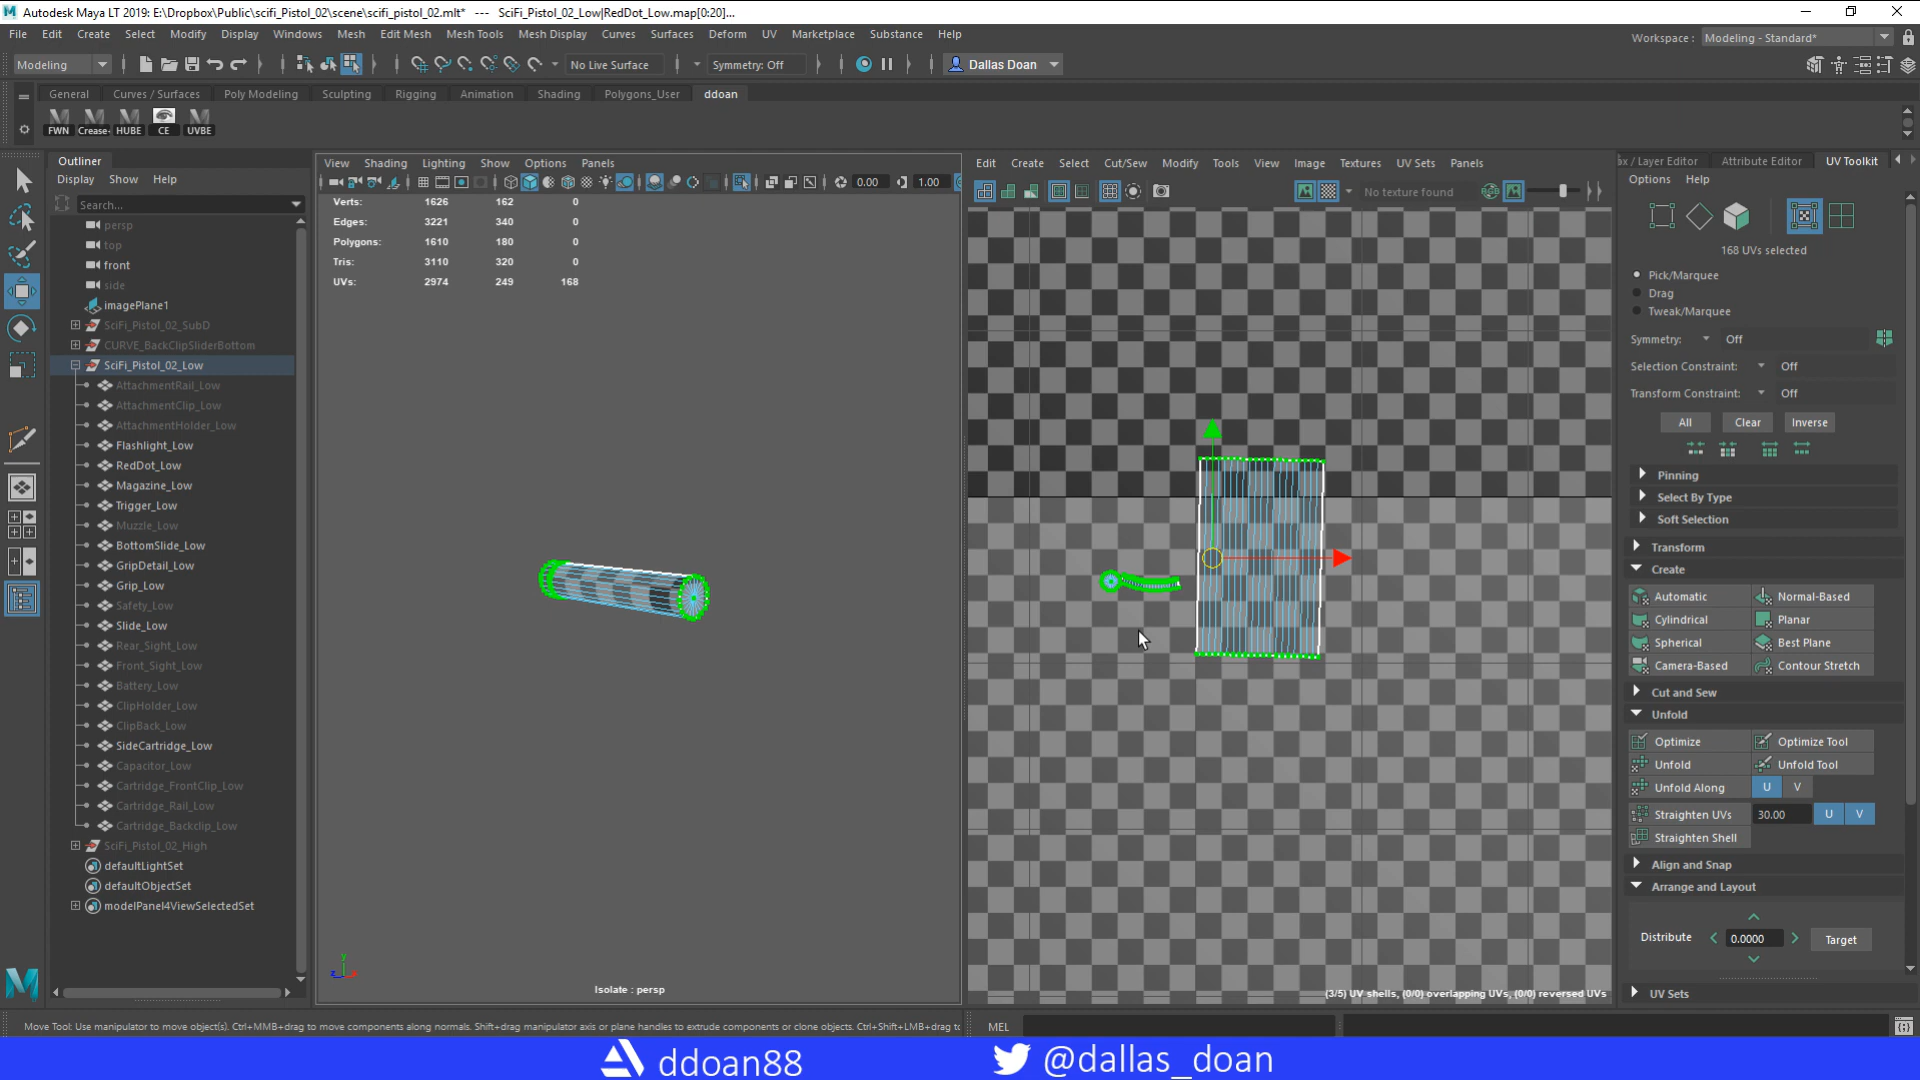 Autodesk Maya LT 2019: E:\Dropbox\Public\scifi_Pistol_02\scene\scifi_pistol_02.mlt* --- SciFi_Pistol_02_Low|RedDot_Low.map[0:20]...
File Edit Create Select Modify Display Windows Mesh Edit Mesh Mesh Tools Mesh Display Curves Surfaces Deform UV Marketplace Substance Help
Workspace : Modeling - Standard*
Modeling No Live Surface Symmetry: Off Dallas Doan
General Curves / Surfaces Poly Modeling Sculpting Rigging Animation Shading Polygons_User ddoan
FWN Crease HUBE CE UVBE
Outliner
Display Show Help
Search...
persp
top
front
side
imagePlane1
SciFi_Pistol_02_SubD
CURVE_BackClipSliderBottom
SciFi_Pistol_02_Low
AttachmentRail_Low
AttachmentClip_Low
AttachmentHolder_Low
Flashlight_Low
RedDot_Low
Magazine_Low
Trigger_Low
Muzzle_Low
BottomSlide_Low
GripDetail_Low
Grip_Low
Safety_Low
Slide_Low
Rear_Sight_Low
Front_Sight_Low
Battery_Low
ClipHolder_Low
ClipBack_Low
SideCartridge_Low
Capacitor_Low
Cartridge_FrontClip_Low
Cartridge_Rail_Low
Cartridge_Backclip_Low
SciFi_Pistol_02_High
defaultLightSet
defaultObjectSet
modelPanel4ViewSelectedSet
View Shading Lighting Show Options Panels
0.00 1.00
Verts: 1626 162 0
Edges: 3221 340 0
Polygons: 1610 180 0
Tris: 3110 320 0
UVs: 2974 249 168
y
z
Isolate : persp
Edit Create Select Cut/Sew Modify Tools View Image Textures UV Sets Panels
No texture found
(3/5) UV shells, (0/0) overlapping UVs, (0/0) reversed UVs
x / Layer Editor Attribute Editor UV Toolkit
Options Help
168 UVs selected
Pick/Marquee
Drag
Tweak/Marquee
Symmetry: Off
Selection Constraint: Off
Transform Constraint: Off
All Clear Inverse
Pinning
Select By Type
Soft Selection
Transform
Create
Automatic Normal-Based
Cylindrical Planar
Spherical Best Plane
Camera-Based Contour Stretch
Cut and Sew
Unfold
Optimize Optimize Tool
Unfold Unfold Tool
Unfold Along U V
Straighten UVs 30.00 U V
Straighten Shell
Align and Snap
Arrange and Layout
Distribute 0.0000 Target
UV Sets
Move Tool: Use manipulator to move object(s). Ctrl+MMB+drag to move components along normals. Shift+drag manipulator axis or plane handles to extrude components or clone objects. Ctrl+Shift+LMB+drag to
MEL
ddoan88 @dallas_doan